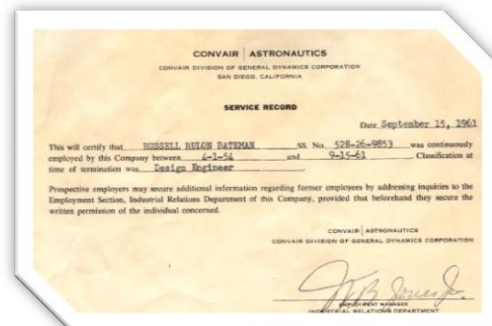 CONVAIR | ASTRONAUTICS
CONVAIR DIVISION OF GENERAL DYNAMICS CORPORATION
SAN DIEGO, CALIFORNIA
SERVICE RECORD
Date September 15, 1961
This will certify that RUSSELL RULON BATEMAN SS. No. 528-26-9853 was continuously
employed by this Company between 4-1-54 and 9-15-61 . Classification at
time of termination was Design Engineer
Prospective employers may secure additional information regarding former employees by addressing inquiries to the
Employment Section, Industrial Relations Department of this Company, provided that beforehand they secure the
written permission of the individual concerned.
CONVAIR | ASTRONAUTICS
CONVAIR DIVISION OF GENERAL DYNAMICS CORPORATION
B. Jones Jr.
EMPLOYMENT MANAGER
INDUSTRIAL RELATIONS DEPARTMENT